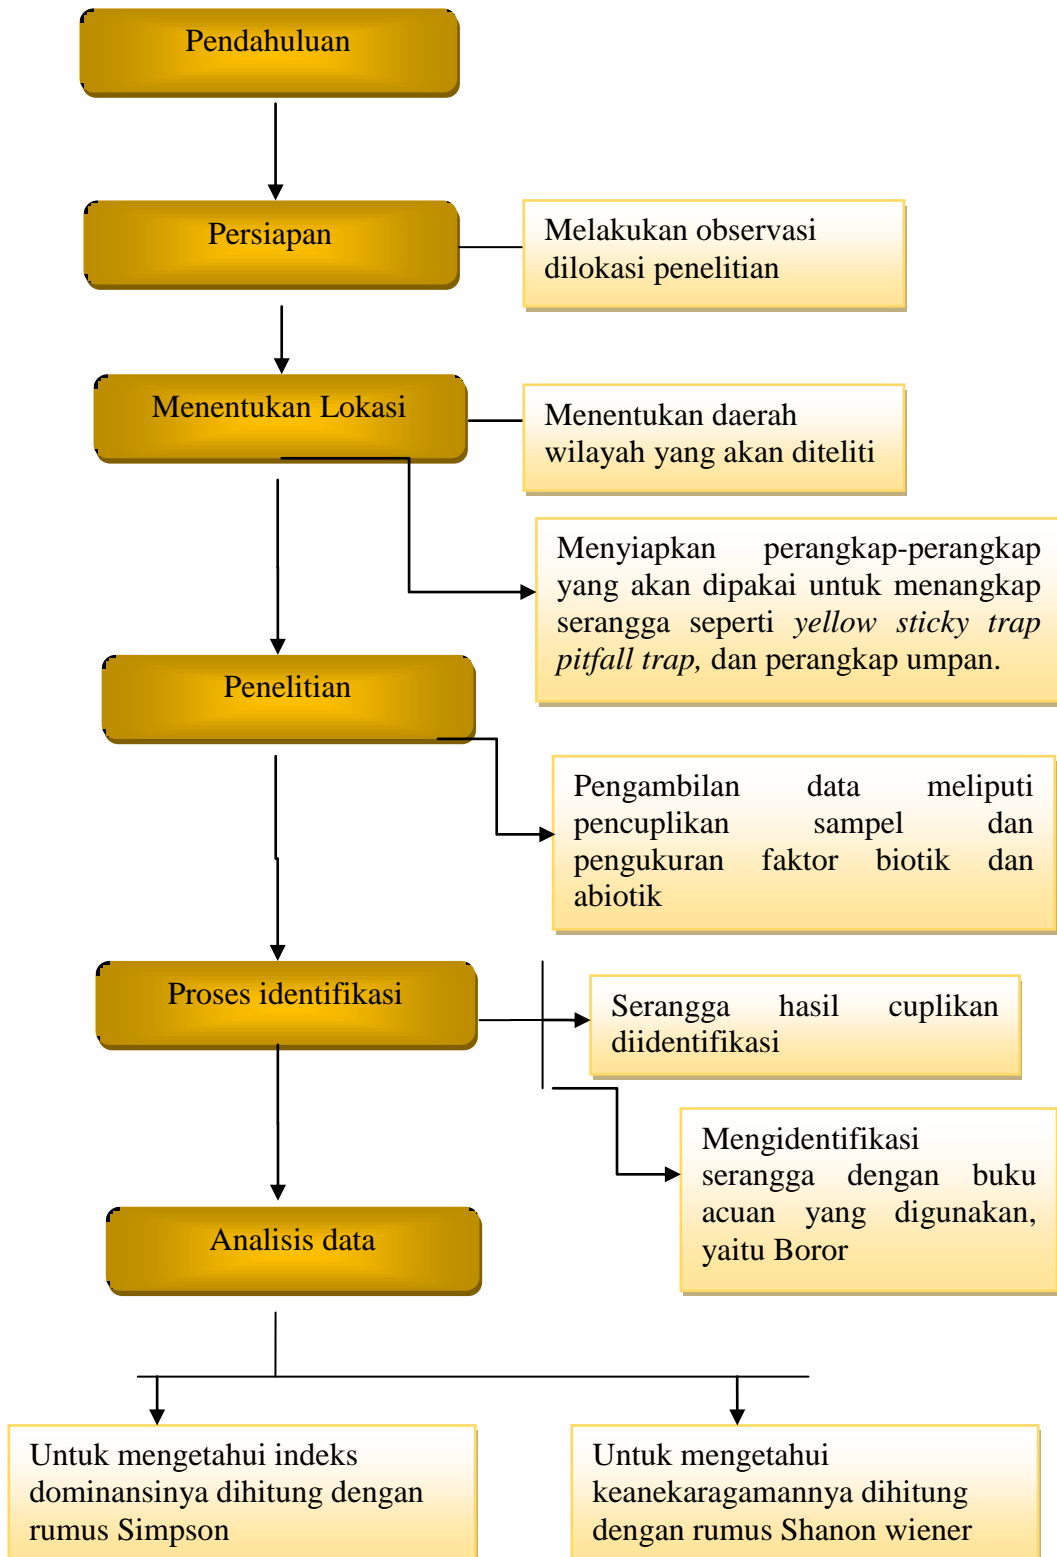 Pendahuluan
Persiapan
Melakukan observasi
dilokasi penelitian
Menentukan Lokasi
Menentukan daerah
wilayah yang akan diteliti
Menyiapkan perangkap-perangkap
yang akan dipakai untuk menangkap
serangga seperti yellow sticky trap
pitfall trap, dan perangkap umpan.
Penelitian
Pengambilan data meliputi
pencuplikan sampel dan
pengukuran faktor biotik dan
abiotik
Proses identifikasi
Serangga hasil cuplikan
diidentifikasi
Mengidentifikasi
serangga dengan buku
acuan yang digunakan,
yaitu Boror
Analisis data
Untuk mengetahui indeks
dominansinya dihitung dengan
rumus Simpson
Untuk mengetahui
keanekaragamannya dihitung
dengan rumus Shanon wiener